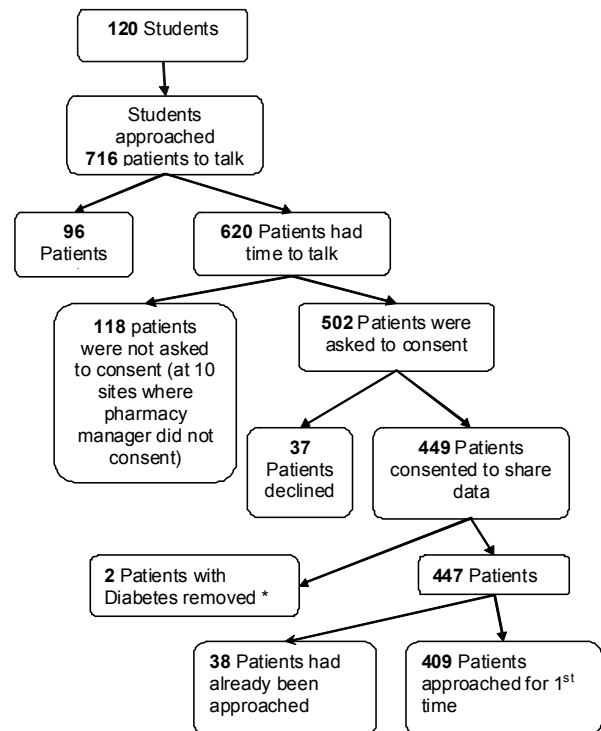 120 Students
Students
approached
716 patients to talk
96
Patients
620 Patients had
time to talk
118 patients
were not asked
to consent (at 10
sites where
pharmacy
manager did not
consent)
502 Patients were
asked to consent
37
Patients
declined
449 Patients
consented to share
data
2 Patients with
Diabetes removed *
447 Patients
38 Patients had
already been
approached
409 Patients
approached for 1st
time